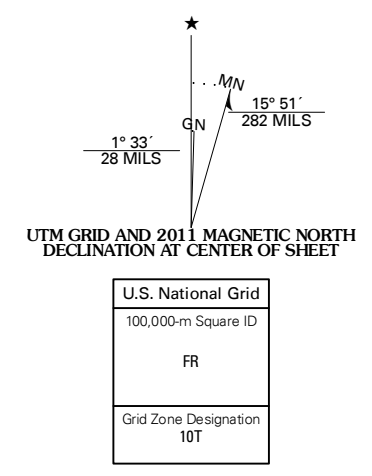 ★
MN
GN
15° 51´
282 MILS
1° 33´
28 MILS
UTM GRID AND 2011 MAGNETIC NORTH
DECLINATION AT CENTER OF SHEET
U.S. National Grid
100,000-m Square ID
FR
Grid Zone Designation
10T